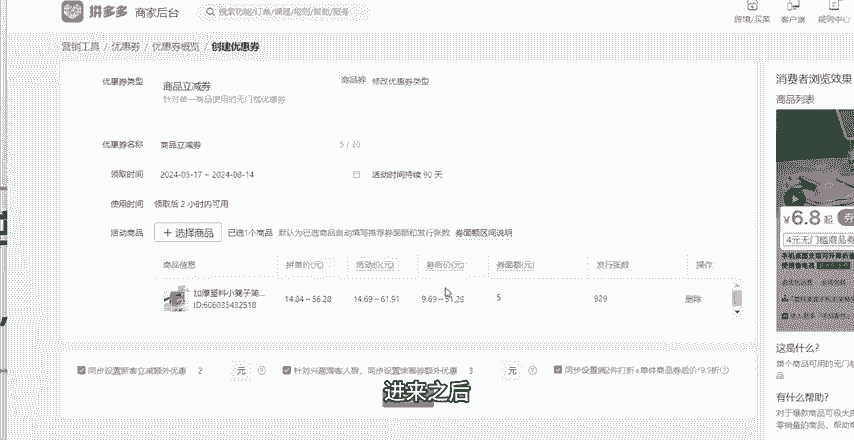 拼多多 商家后台
搜索功能/订单/课程/规则/帮助/服务
跨境/买菜 客户端 规则中心
营销工具 / 优惠券 / 优惠券概览 / 创建优惠券
优惠券类型 商品立减券 商品券 修改优惠券类型
针对单一商品使用的无门槛优惠券
优惠券名称 商品立减券 5 / 20
领取时间 2024-05-17 ~ 2024-08-14 活动时间持续 90 天
使用时间 领取后 2 小时内可用
活动商品 + 选择商品 已选1个商品 默认为已选商品自动填写推荐券面额和发行张数 券面额区间说明
商品信息 拼单价(元) 活动价(元) 券后价(元) 券面额(元) 发行张数 操作
加厚塑料小凳子简...
ID:606035432518
14.84 ~ 56.28 14.69 ~ 61.91 9.69 ~ 51.28 5 929 删除
同步设置新客立减额外优惠 2 元
针对兴趣潜客人群，同步设置 额外优惠 3 元
同步设置满2件打折=单件商品券后价*9.9折
进来之后
消费者浏览效果
商品列表
¥6.8起
4元无门槛商品券
这是什么?
单个商品可用的无门
品
有什么帮助?
对于爆款商品可极大
零销量的商品，帮助